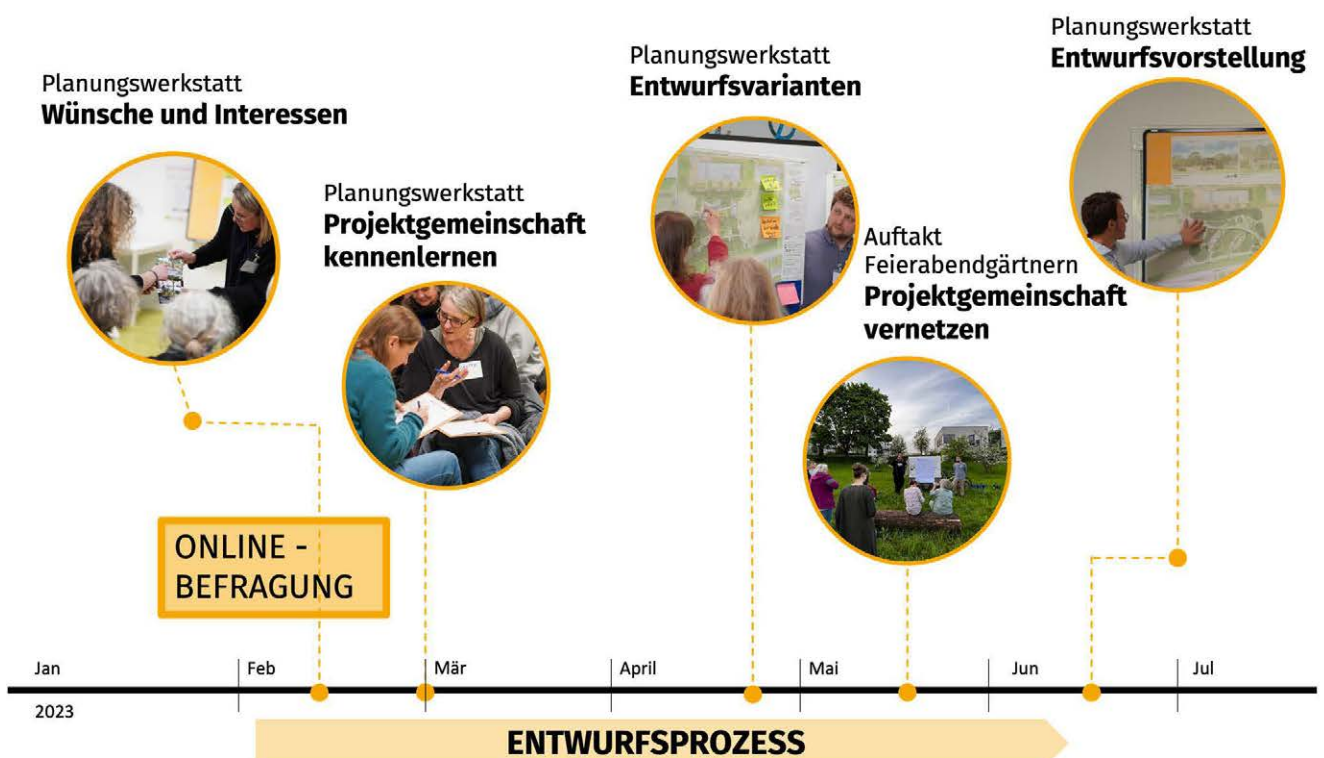 Planungswerkstatt
Wünsche und Interessen
Planungswerkstatt
Projektgemeinschaft
kennenlernen
Planungswerkstatt
Entwurfsvarianten
Auftakt
Feierabendgärtnern
Projektgemeinschaft
vernetzen
Planungswerkstatt
Entwurfsvorstellung
ONLINE -
BEFRAGUNG
Jan
Feb
Mär
April
Mai
Jun
Jul
2023
ENTWURFSPROZESS